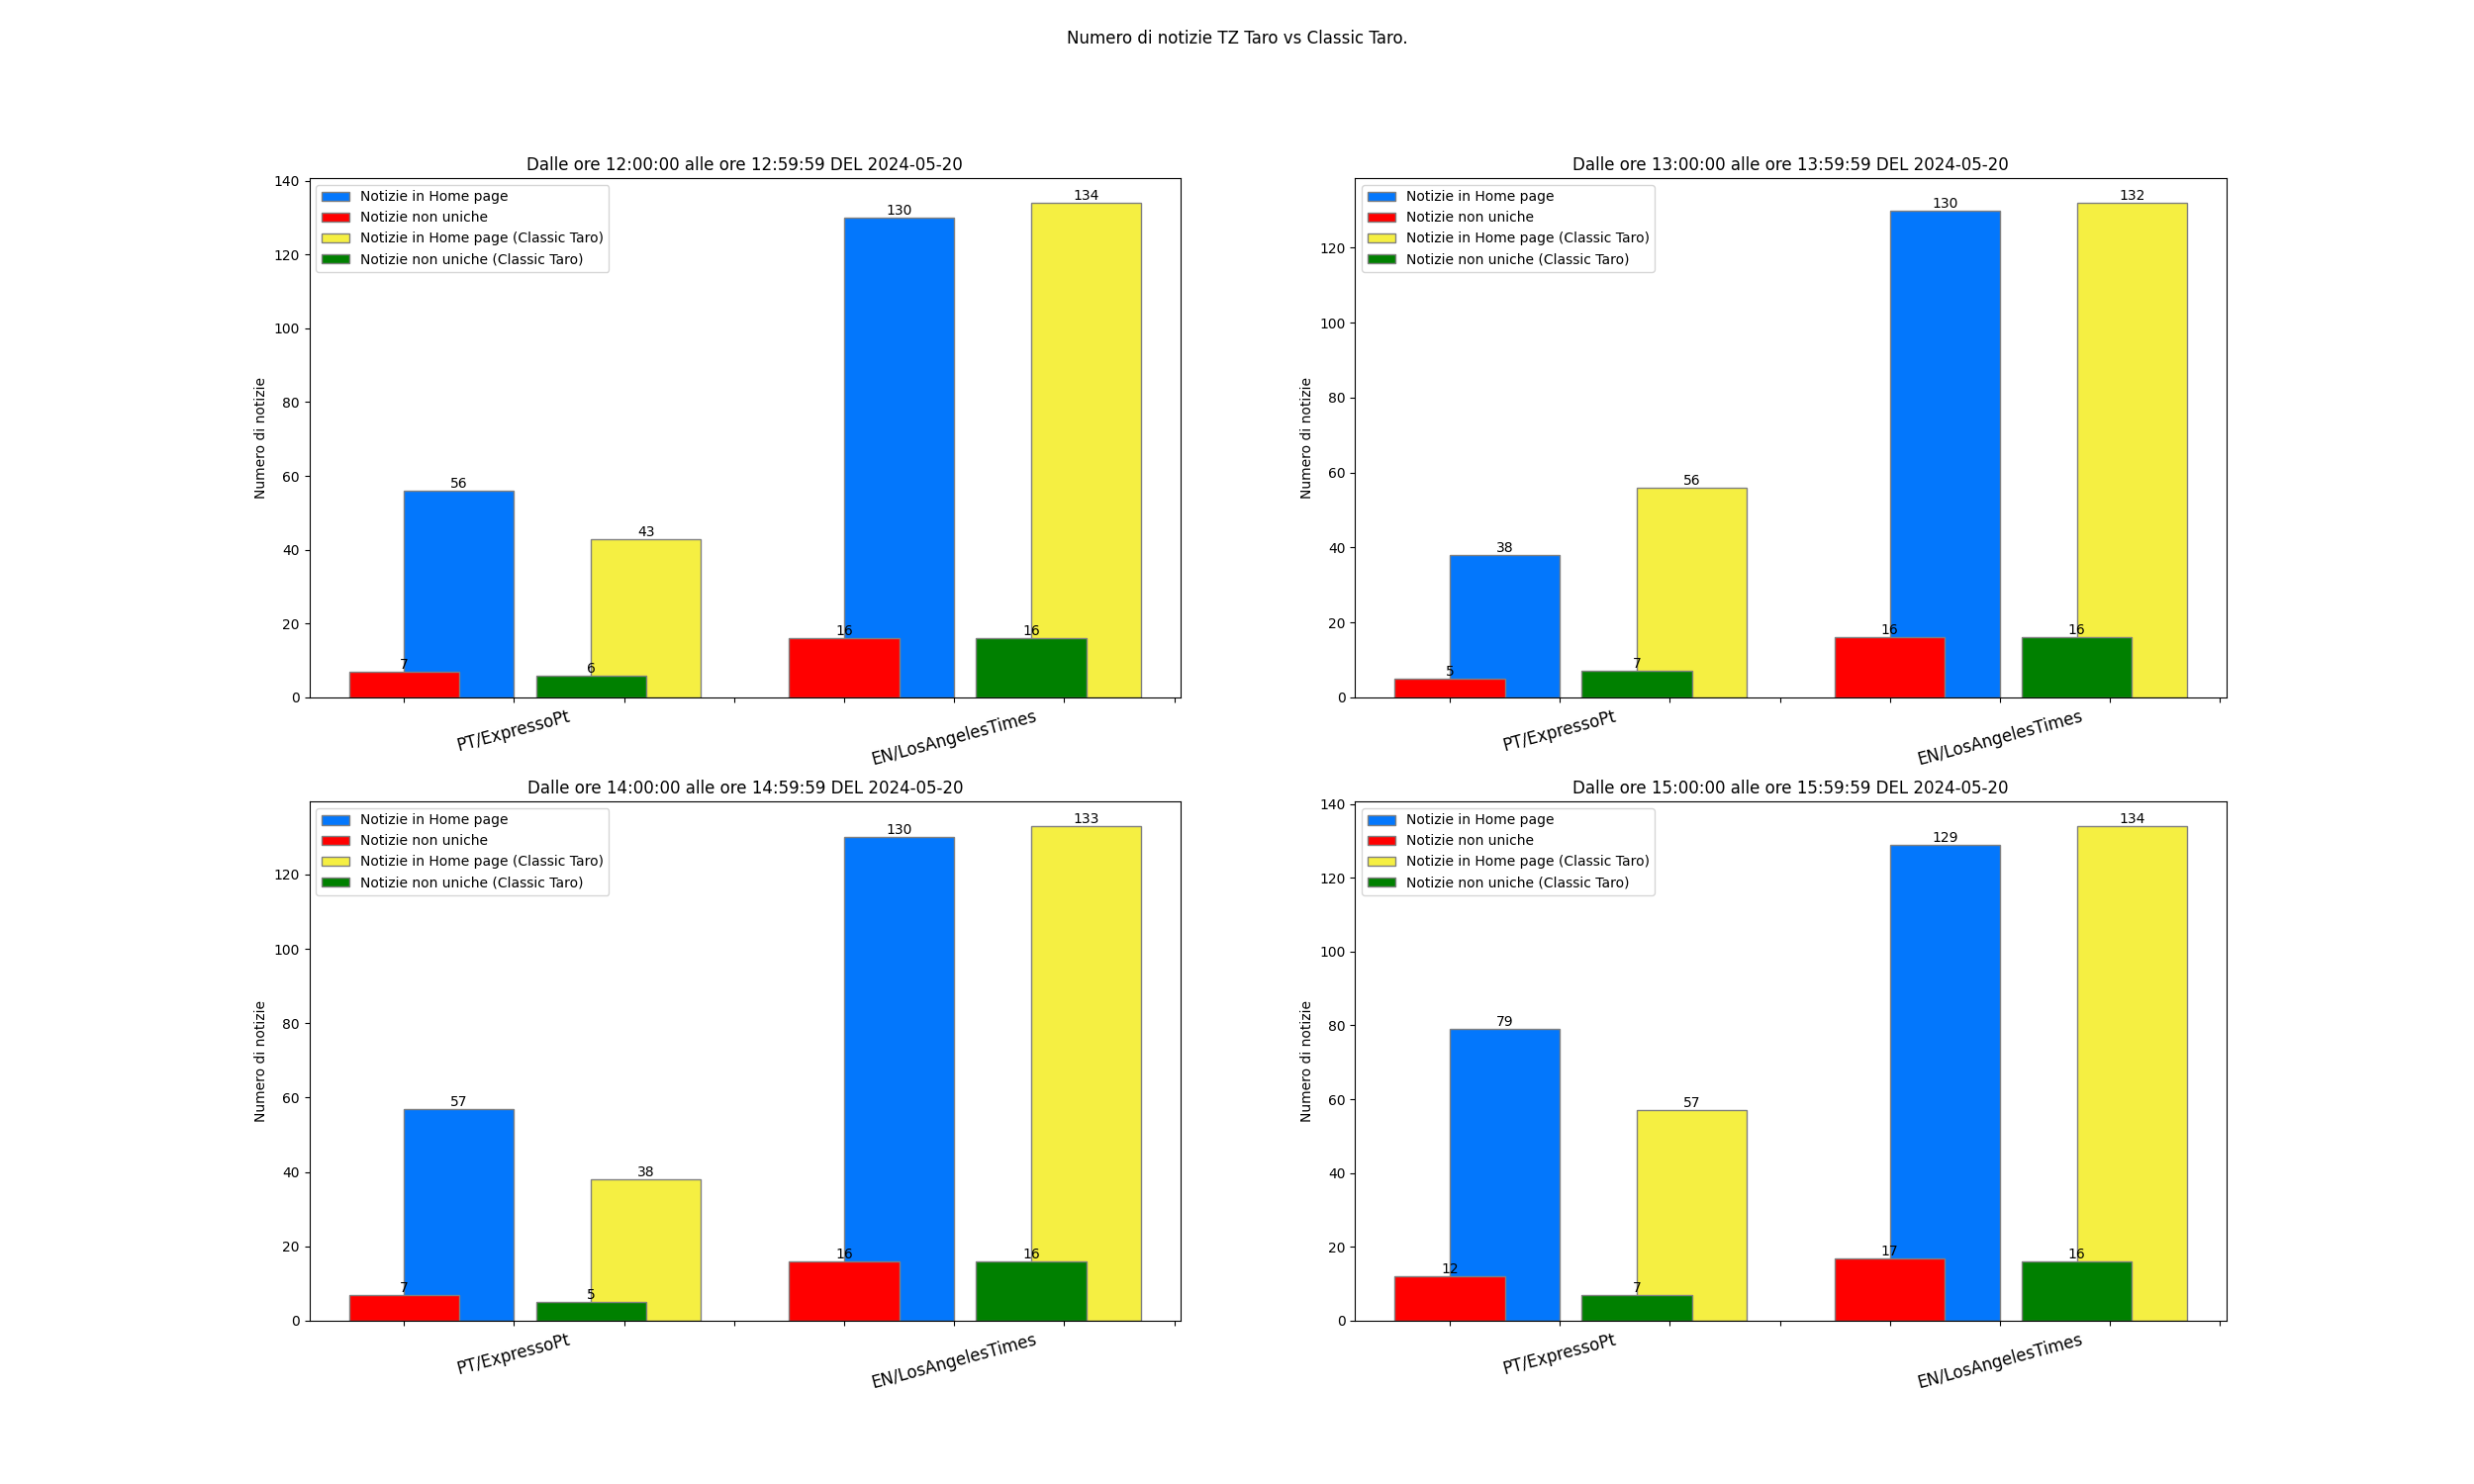 Numero di notizie TZ Taro vs Classic Taro.
Dalle ore 12:00:00 alle ore 12:59:59 DEL 2024-05-20
Numero di notizie
140
120
100
80
60
40
20
0
Notizie in Home page
Notizie non uniche
Notizie in Home page (Classic Taro)
Notizie non uniche (Classic Taro)
7
56
6
43
16
130
16
134
PT/ExpressoPt
EN/LosAngelesTimes
Dalle ore 13:00:00 alle ore 13:59:59 DEL 2024-05-20
Numero di notizie
120
100
80
60
40
20
0
Notizie in Home page
Notizie non uniche
Notizie in Home page (Classic Taro)
Notizie non uniche (Classic Taro)
5
38
7
56
16
130
16
132
PT/ExpressoPt
EN/LosAngelesTimes
Dalle ore 14:00:00 alle ore 14:59:59 DEL 2024-05-20
Numero di notizie
120
100
80
60
40
20
0
Notizie in Home page
Notizie non uniche
Notizie in Home page (Classic Taro)
Notizie non uniche (Classic Taro)
7
57
5
38
16
130
16
133
PT/ExpressoPt
EN/LosAngelesTimes
Dalle ore 15:00:00 alle ore 15:59:59 DEL 2024-05-20
Numero di notizie
140
120
100
80
60
40
20
0
Notizie in Home page
Notizie non uniche
Notizie in Home page (Classic Taro)
Notizie non uniche (Classic Taro)
12
79
7
57
17
129
16
134
PT/ExpressoPt
EN/LosAngelesTimes